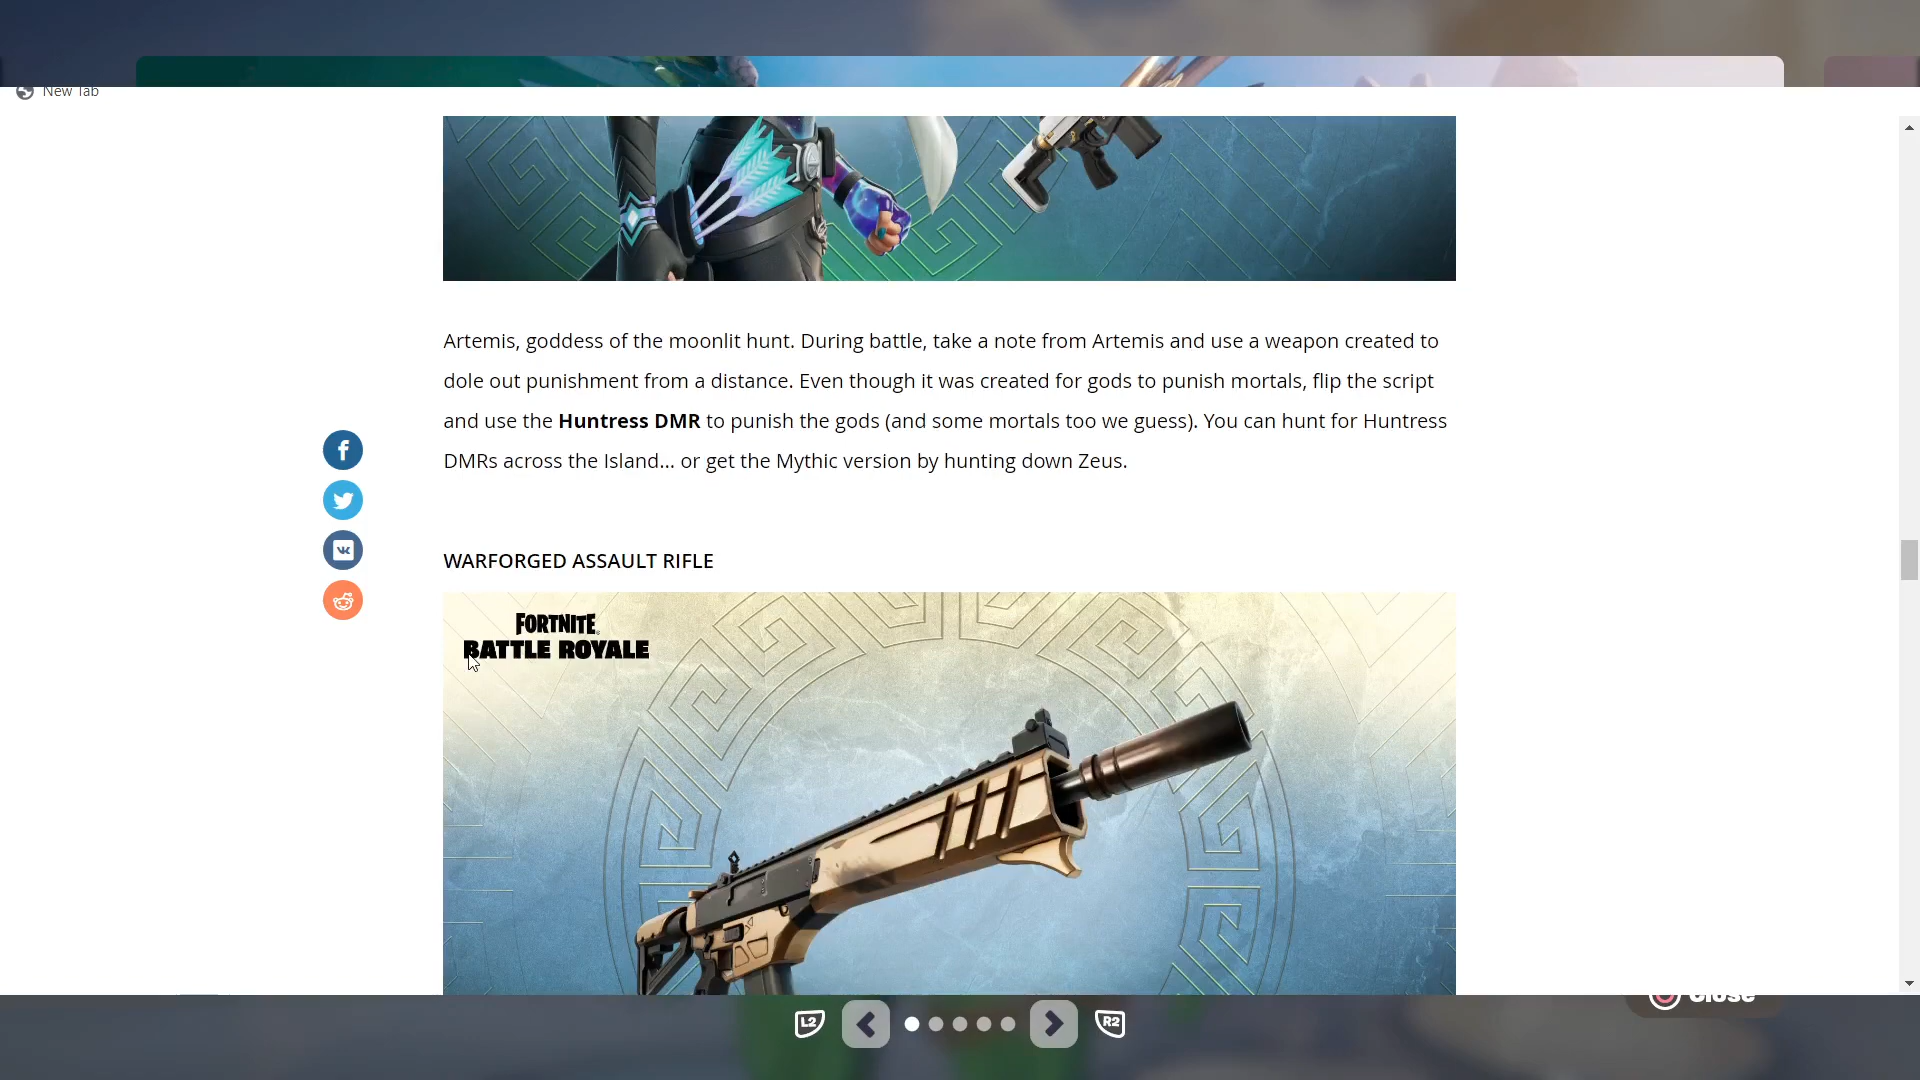 New Tab
Artemis, goddess of the moonlit hunt. During battle, take a note from Artemis and use a weapon created to
dole out punishment from a distance. Even though it was created for gods to punish mortals, flip the script
and use the Huntress DMR to punish the gods (and some mortals too we guess). You can hunt for Huntress
DMRs across the Island... or get the Mythic version by hunting down Zeus.
WARFORGED ASSAULT RIFLE
FORTNITE
BATTLE ROYALE
Close
L2
R2